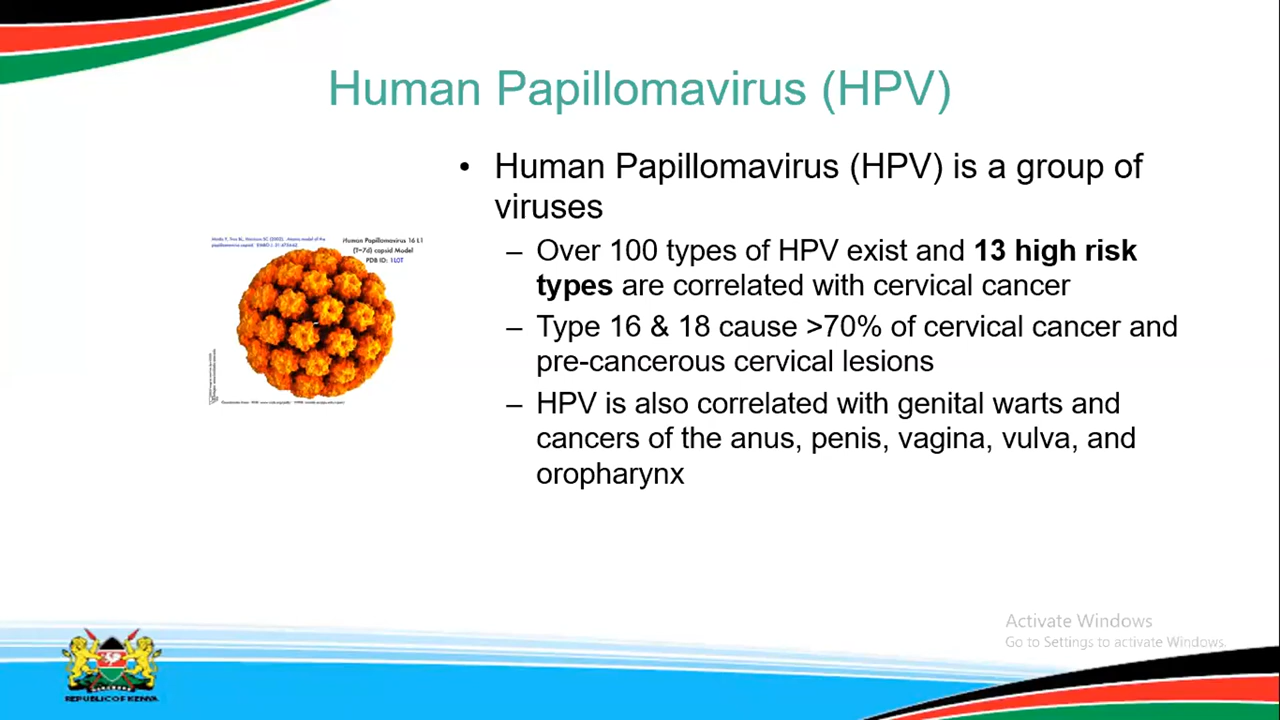 Human Papillomavirus (HPV)
• Human Papillomavirus (HPV) is a group of
viruses
– Over 100 types of HPV exist and 13 high risk
types are correlated with cervical cancer
– Type 16 & 18 cause >70% of cervical cancer and
pre-cancerous cervical lesions
– HPV is also correlated with genital warts and
cancers of the anus, penis, vagina, vulva, and
oropharynx
Human Papillomavirus 16 L1
(T=7d) capsid Model
PDB ID: 1L0T
Activate Windows
Go to Settings to activate Windows.
REPUBLIC OF KENYA